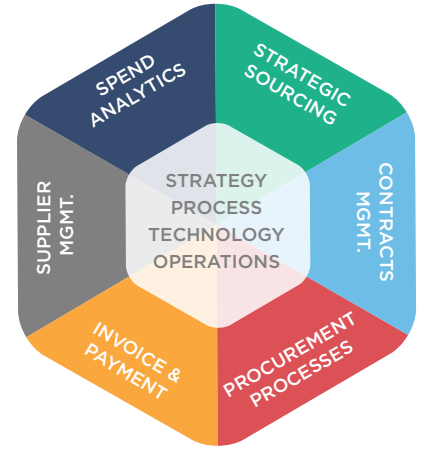 SPEND
ANALYTICS
STRATEGIC
SOURCING
CONTRACTS
MGMT.
PROCUREMENT
PROCESSES
INVOICE &
PAYMENT
SUPPLIER
MGMT.
STRATEGY
PROCESS
TECHNOLOGY
OPERATIONS